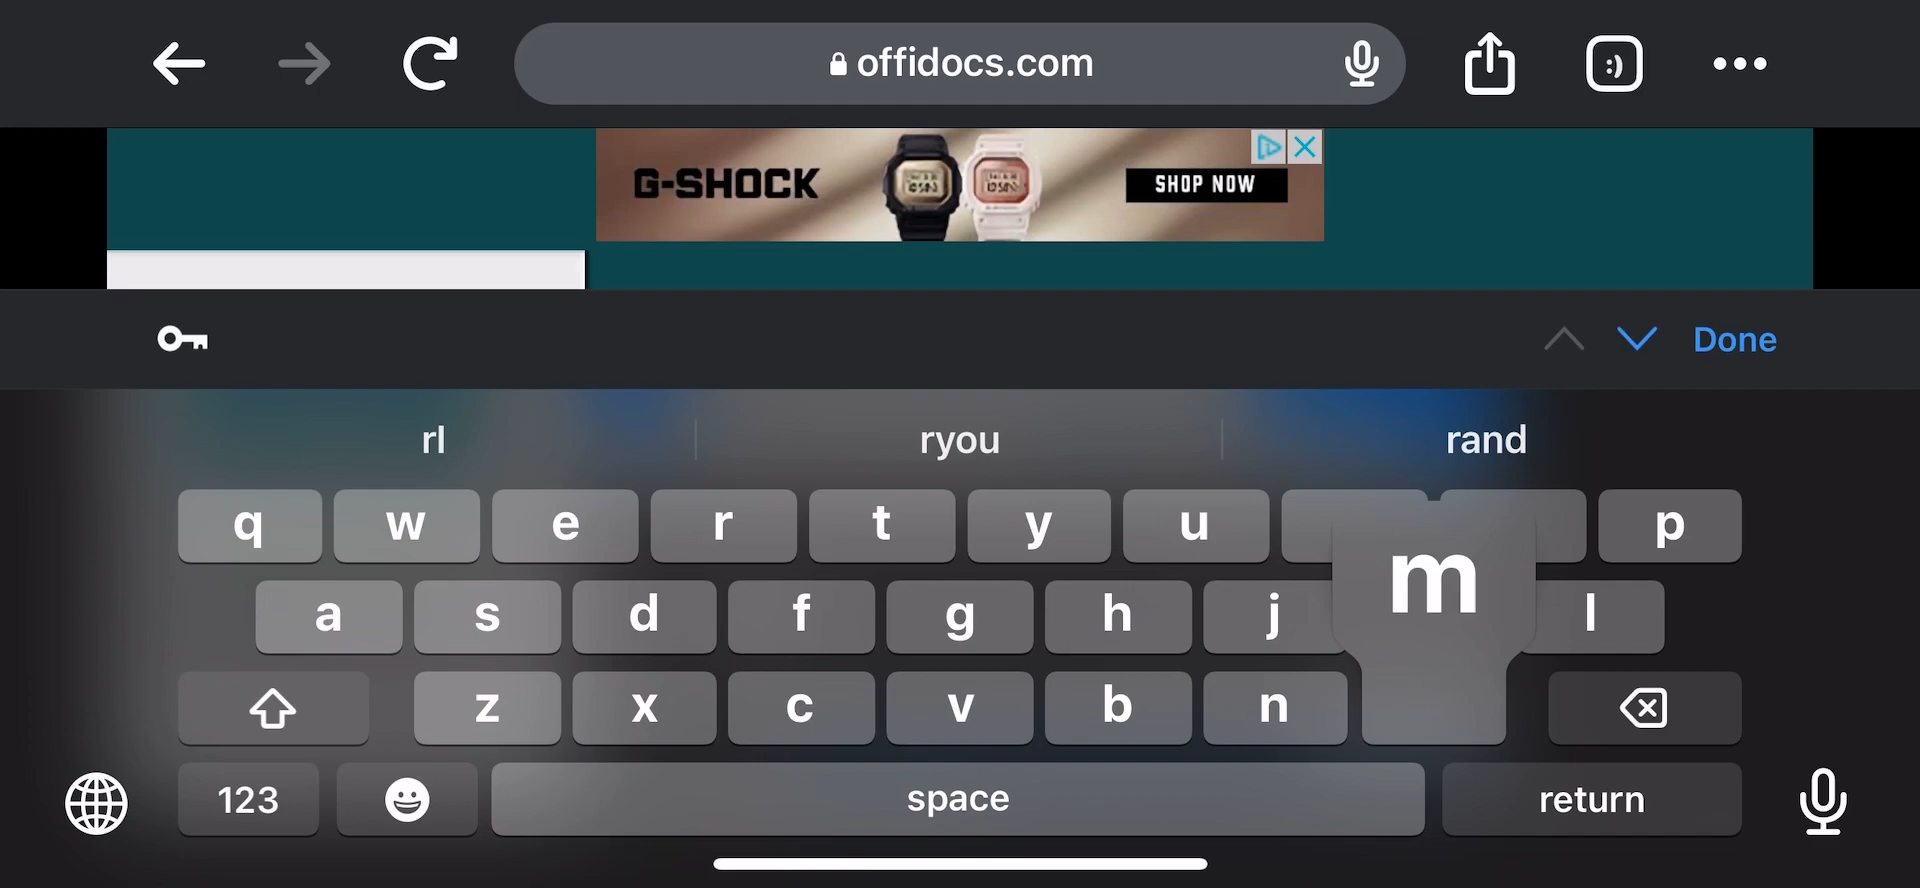 offidocs.com
:)
G-SHOCK
SHOP NOW
Done
rl ryou rand
q w e r t y u p
a s d f g h j l
m
z x c v b n
123 space return